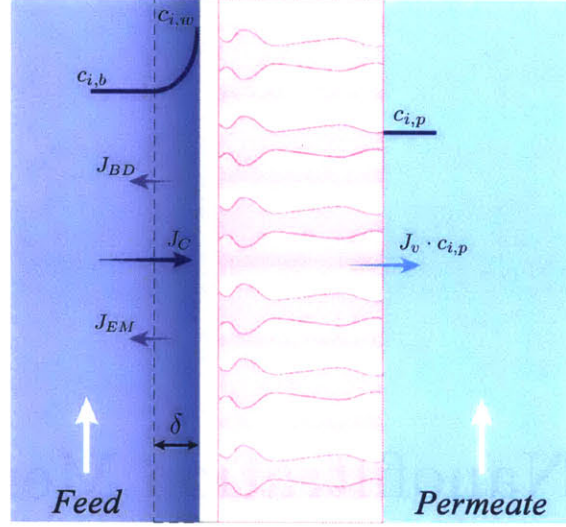 c_{i,w}
c_{i,b}
c_{i,p}
J_{BD}
J_C
J_v · c_{i,p}
J_{EM}
δ
Feed
Permeate